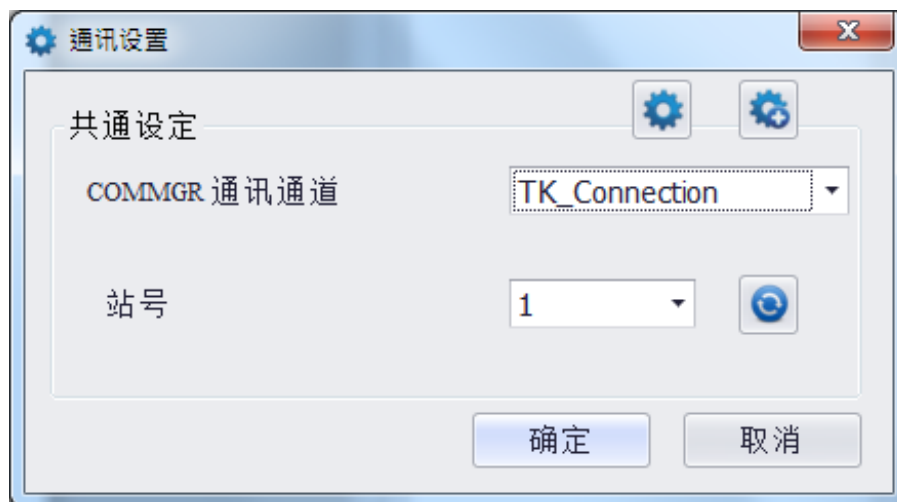 通讯设置
共通设定
COMMGR 通讯通道
TK_Connection
站号
1
确定
取消